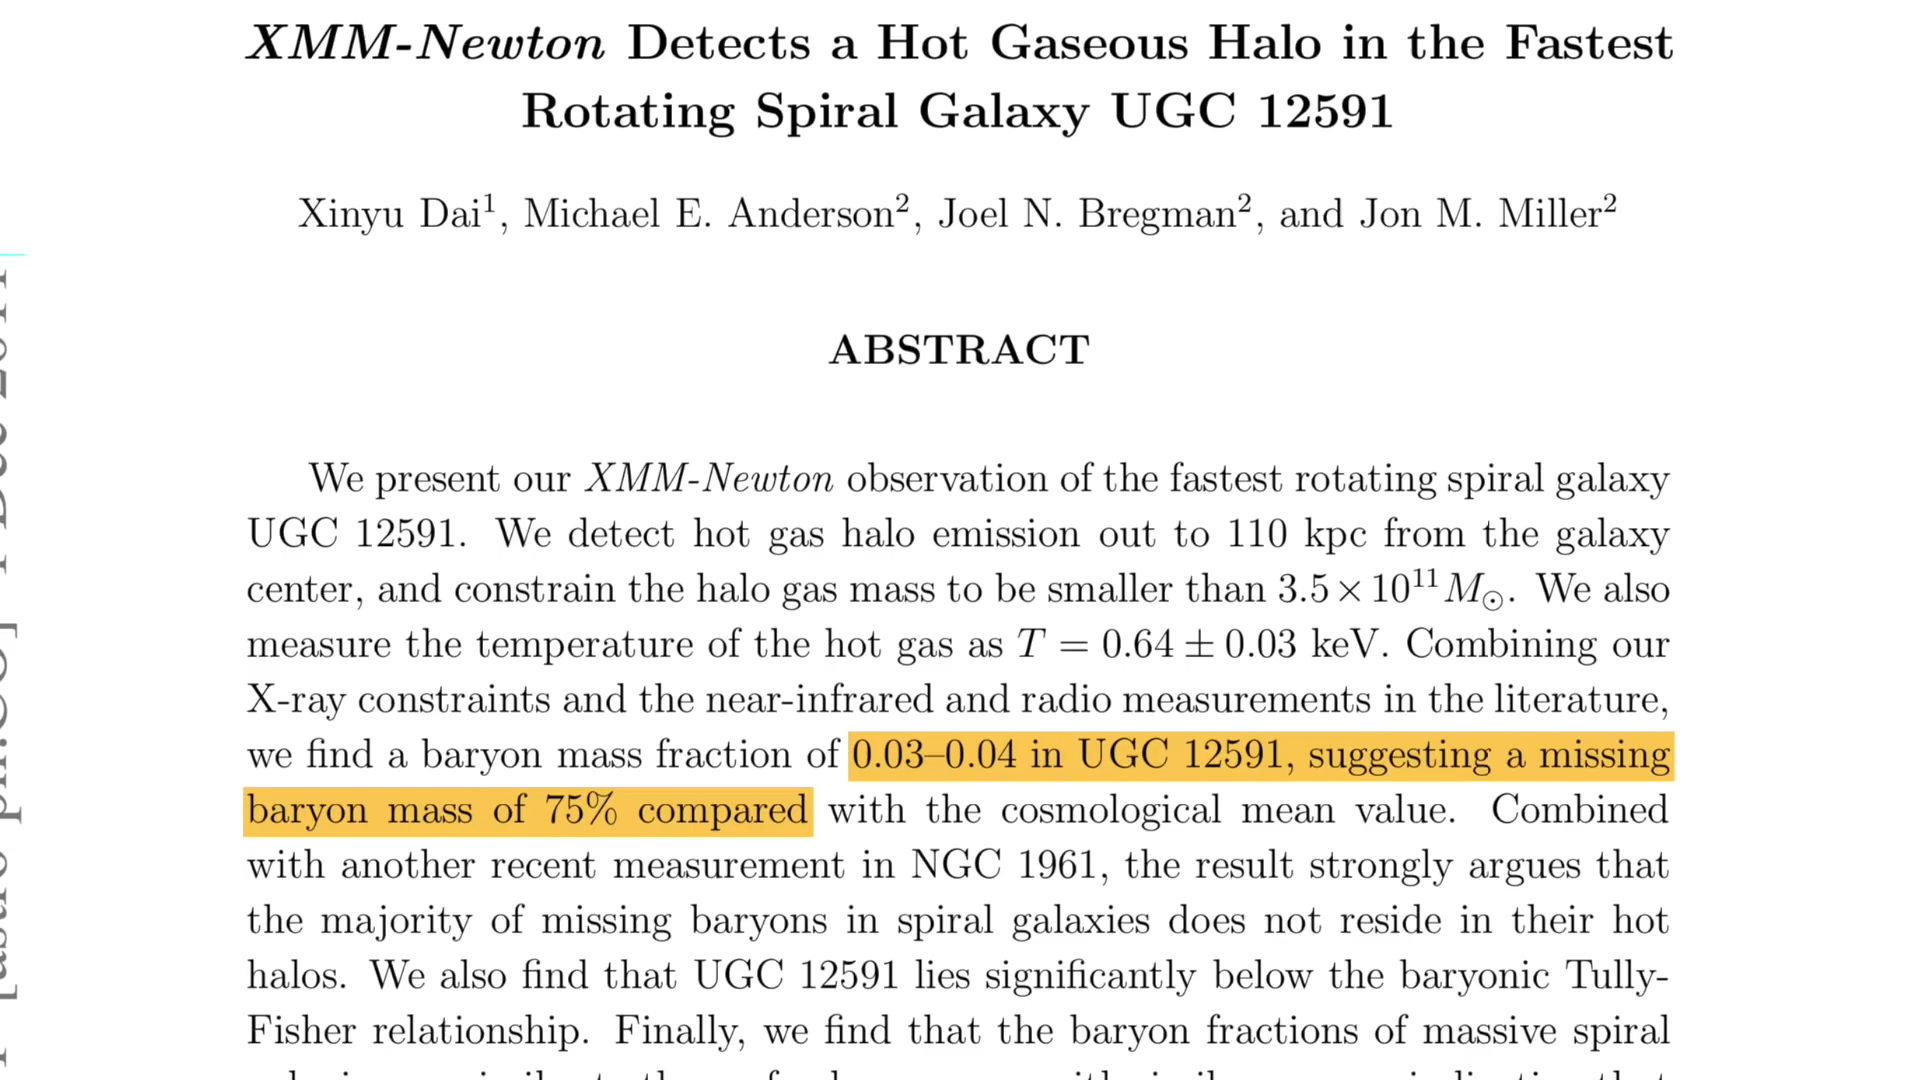 XMM-Newton Detects a Hot Gaseous Halo in the Fastest
Rotating Spiral Galaxy UGC 12591
Xinyu Dai¹, Michael E. Anderson², Joel N. Bregman², and Jon M. Miller²
ABSTRACT
We present our XMM-Newton observation of the fastest rotating spiral galaxy
UGC 12591. We detect hot gas halo emission out to 110 kpc from the galaxy
center, and constrain the halo gas mass to be smaller than 3.5 × 10¹¹ M☉. We also
measure the temperature of the hot gas as T = 0.64 ± 0.03 keV. Combining our
X-ray constraints and the near-infrared and radio measurements in the literature,
we find a baryon mass fraction of 0.03–0.04 in UGC 12591, suggesting a missing
baryon mass of 75% compared with the cosmological mean value. Combined
with another recent measurement in NGC 1961, the result strongly argues that
the majority of missing baryons in spiral galaxies does not reside in their hot
halos. We also find that UGC 12591 lies significantly below the baryonic Tully-
Fisher relationship. Finally, we find that the baryon fractions of massive spiral